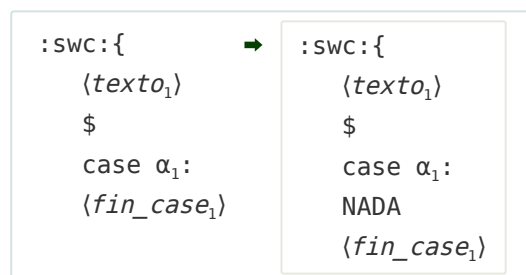 :swc:{
⟨texto₁⟩
$
case α₁:
⟨fin_case₁⟩
➡
:swc:{
⟨texto₁⟩
$
case α₁:
NADA
⟨fin_case₁⟩